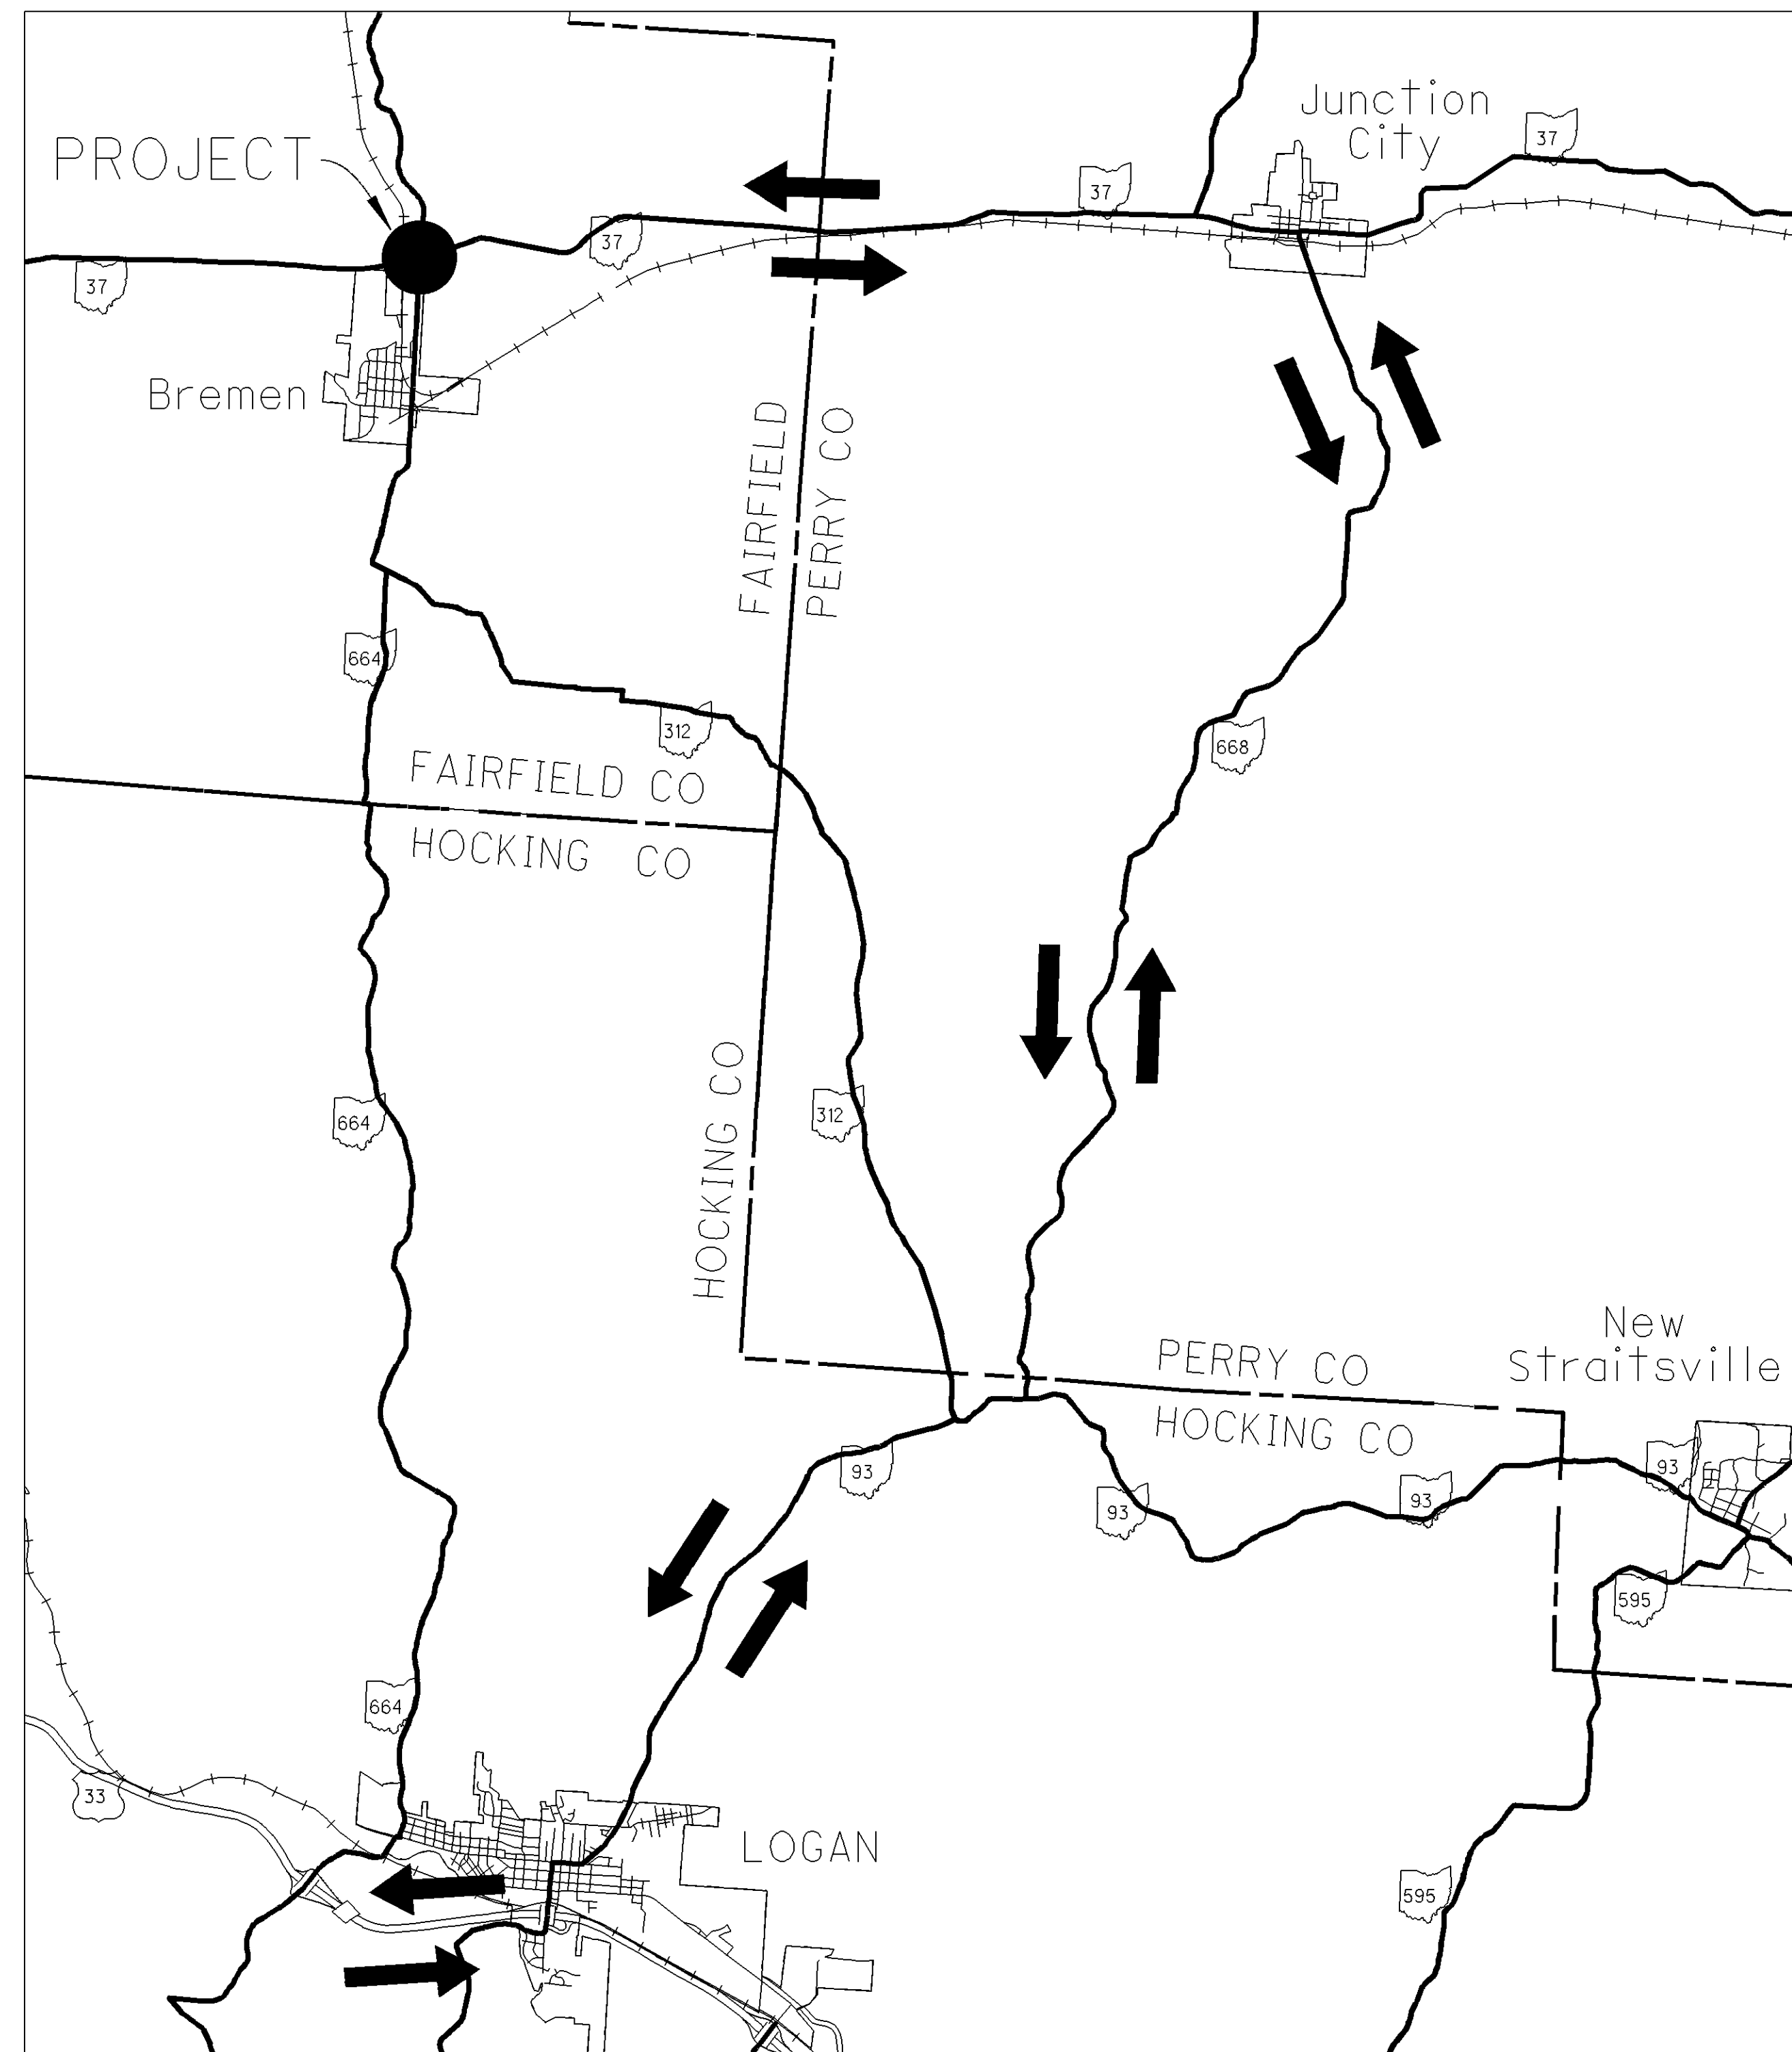 Junction
City
37
PROJECT
37
37
37
Bremen
FAIRFIELD
PERRY CO
664
312
668
FAIRFIELD CO
HOCKING CO
HOCKING CO
312
664
New
Straitsville
PERRY CO
HOCKING CO
93
93
93
93
595
664
33
LOGAN
595